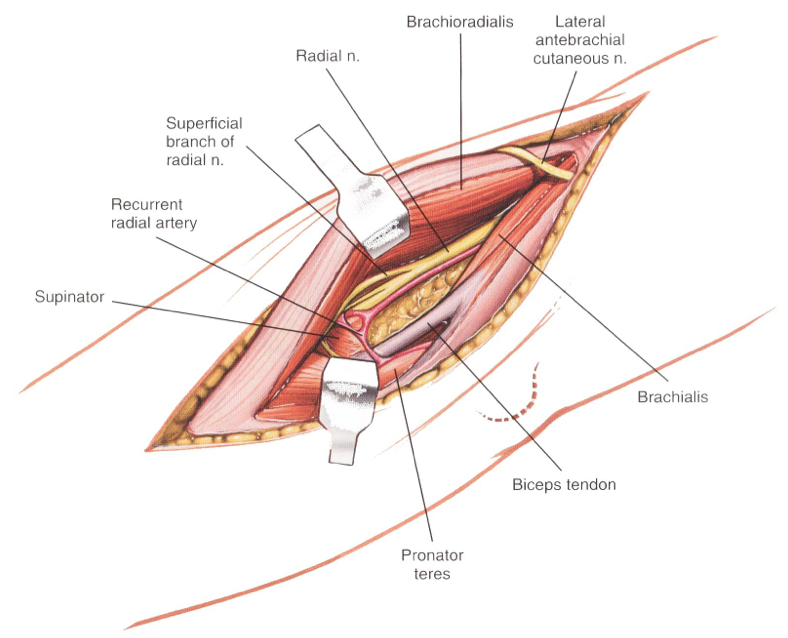 Brachioradialis
Lateral
antebrachial
cutaneous n.
Radial n.
Superficial
branch of
radial n.
Recurrent
radial artery
Supinator
Brachialis
Biceps tendon
Pronator
teres